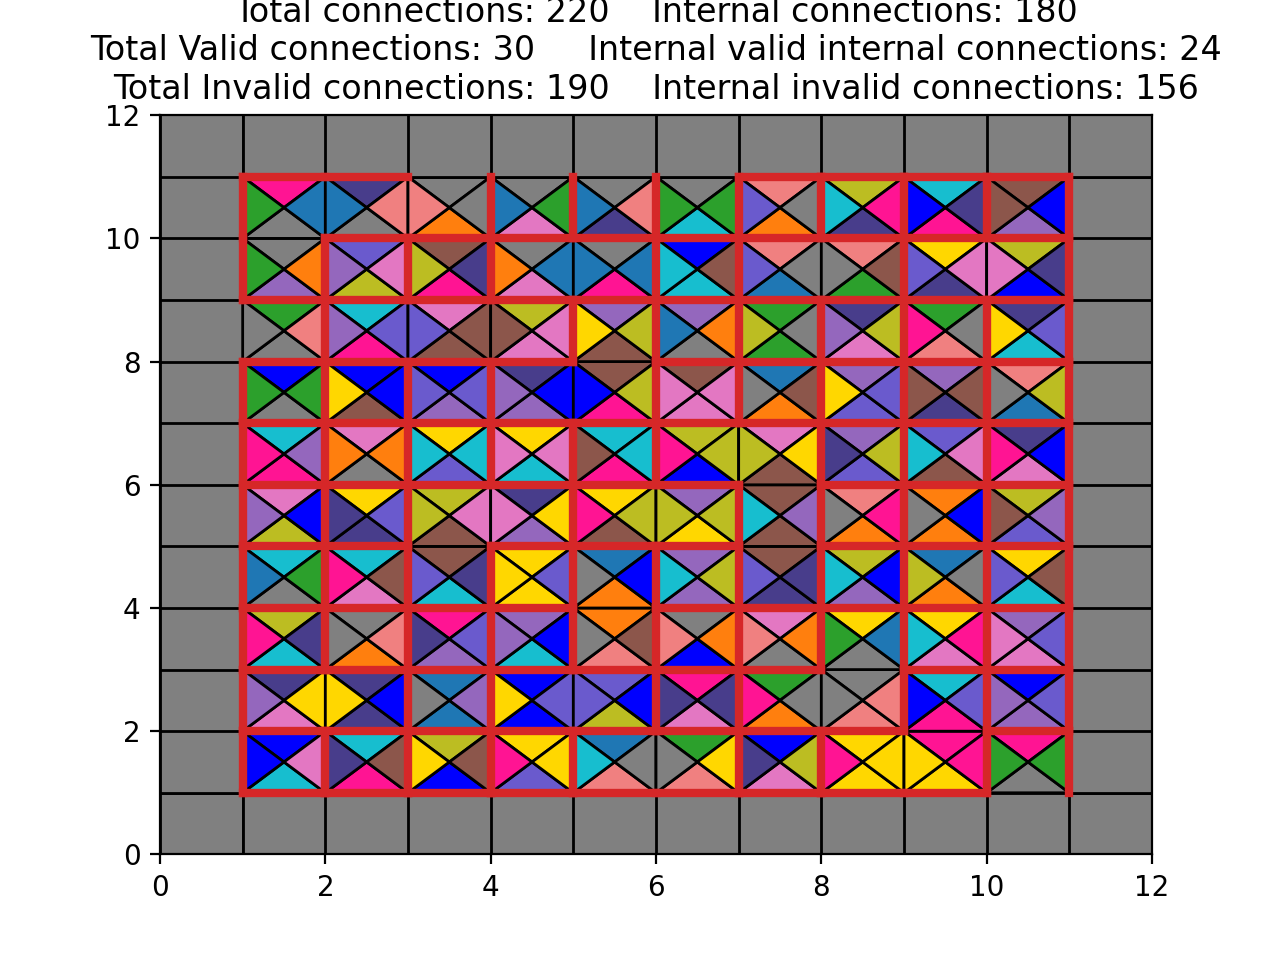 Total connections: 220    Internal connections: 180
Total Valid connections: 30     Internal valid internal connections: 24
Total Invalid connections: 190    Internal invalid connections: 156
12
10
8
6
4
2
0
0 2 4 6 8 10 12